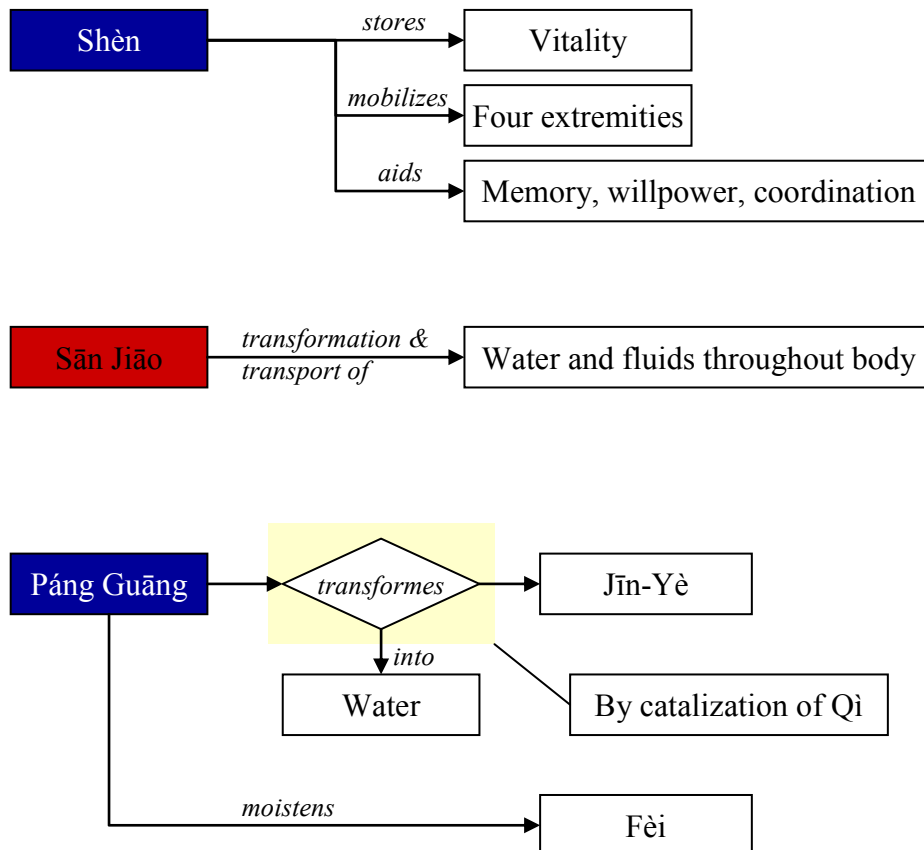 Shèn
stores
Vitality
mobilizes
Four extremities
aids
Memory, willpower, coordination
Sān Jiāo
transformation &
transport of
Water and fluids throughout body
Páng Guāng
transformes
Jīn-Yè
into
Water
By catalization of Qì
moistens
Fèi